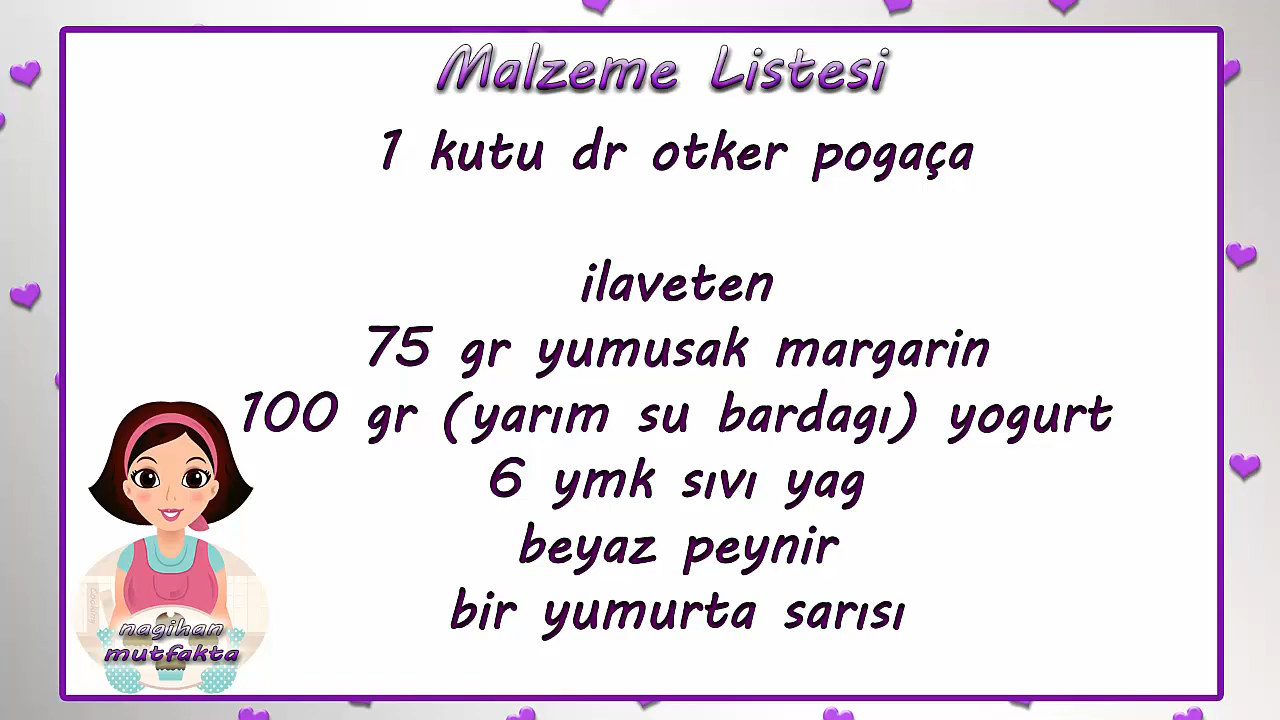 Malzeme Listesi
1 kutu dr otker pogaça
ilaveten
75 gr yumusak margarin
100 gr (yarım su bardagı) yogurt
6 ymk sıvı yag
beyaz peynir
bir yumurta sarısı
nagihan
mutfakta